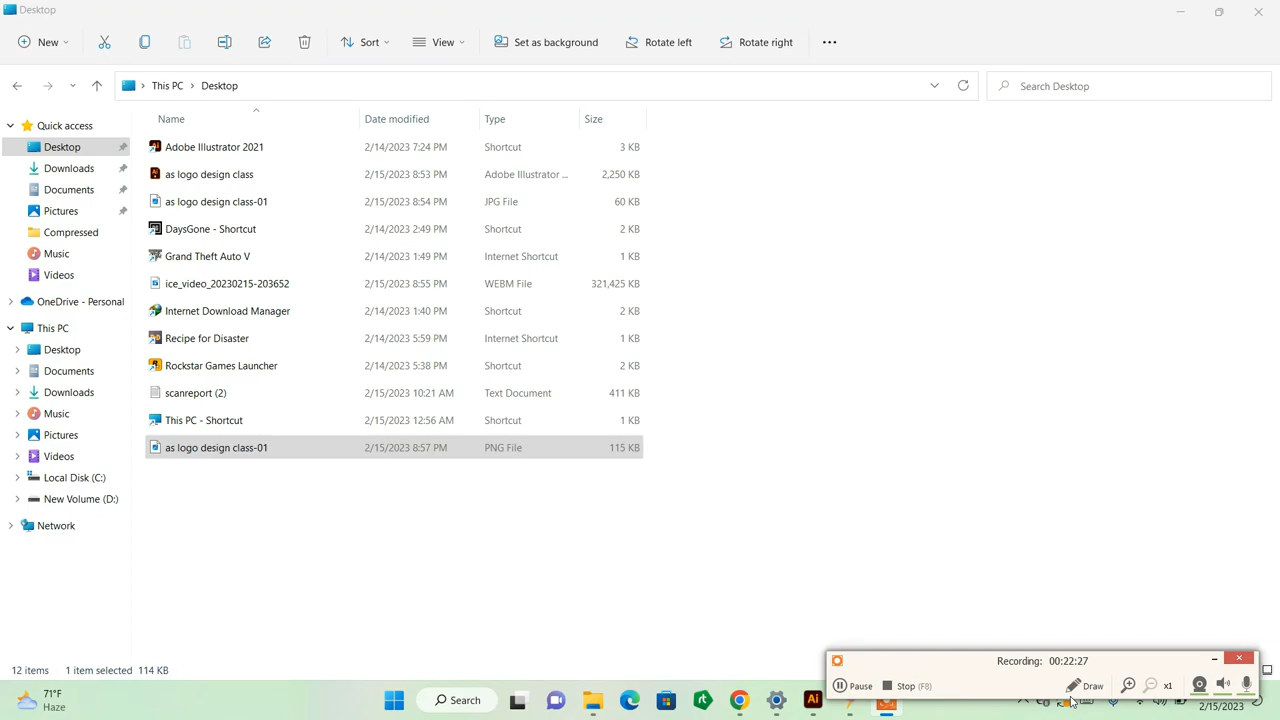 Desktop
New
Sort
View
Set as background
Rotate left
Rotate right
This PC > Desktop
Search Desktop
Name Date modified Type Size
Quick access
Desktop
Downloads
Documents
Pictures
Compressed
Music
Videos
OneDrive - Personal
This PC
Desktop
Documents
Downloads
Music
Pictures
Videos
Local Disk (C:)
New Volume (D:)
Network
Adobe Illustrator 2021 2/14/2023 7:24 PM Shortcut 3 KB
as logo design class 2/15/2023 8:53 PM Adobe Illustrator ... 2,250 KB
as logo design class-01 2/15/2023 8:54 PM JPG File 60 KB
DaysGone - Shortcut 2/14/2023 2:49 PM Shortcut 2 KB
Grand Theft Auto V 2/14/2023 1:49 PM Internet Shortcut 1 KB
ice_video_20230215-203652 2/15/2023 8:55 PM WEBM File 321,425 KB
Internet Download Manager 2/14/2023 1:40 PM Shortcut 2 KB
Recipe for Disaster 2/14/2023 5:59 PM Internet Shortcut 1 KB
Rockstar Games Launcher 2/14/2023 5:38 PM Shortcut 2 KB
scanreport (2) 2/15/2023 10:21 AM Text Document 411 KB
This PC - Shortcut 2/15/2023 12:56 AM Shortcut 1 KB
as logo design class-01 2/15/2023 8:57 PM PNG File 115 KB
12 items 1 item selected 114 KB
Recording: 00:22:27
Pause Stop (F8) Draw x1
71°F
Haze
Search
Ai
2/15/2023